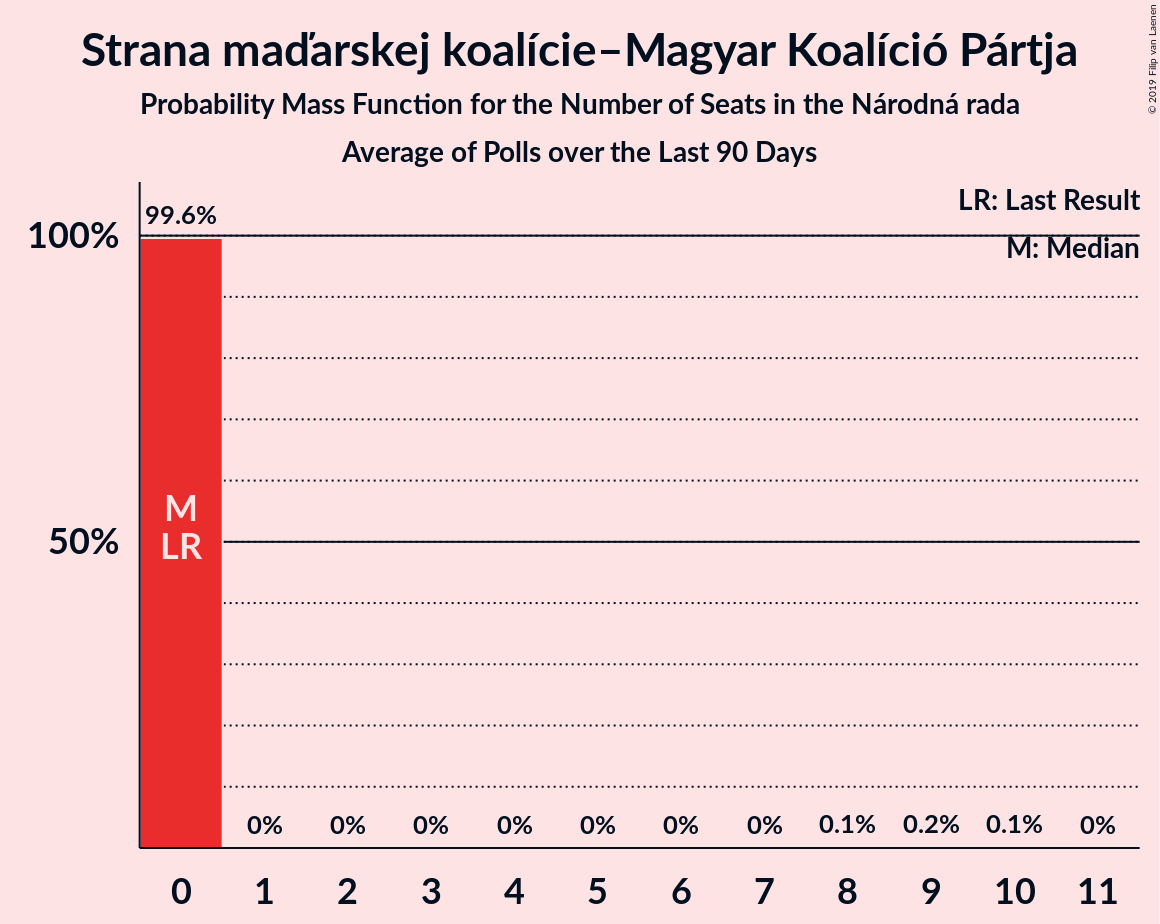 Strana maďarskej koalície–Magyar Koalíció Pártja
Probability Mass Function for the Number of Seats in the Národná rada
Average of Polls over the Last 90 Days
© 2019 Filip van Laenen
LR: Last Result
M: Median
99.6%
100%
50%
M
LR
0% 0% 0% 0% 0% 0% 0% 0.1% 0.2% 0.1% 0%
0 1 2 3 4 5 6 7 8 9 10 11